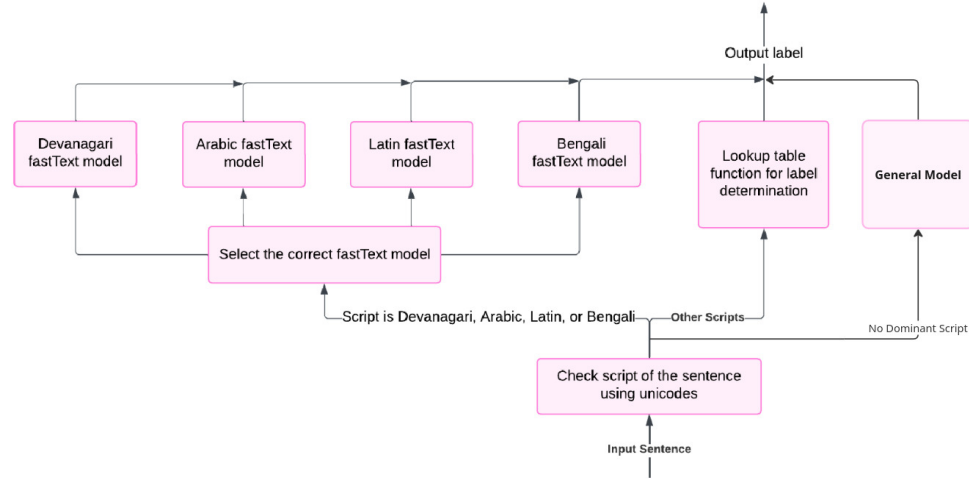 Output label
Devanagari
fastText model
Arabic fastText
model
Latin fastText
model
Bengali
fastText model
Lookup table
function for label
determination
General Model
Select the correct fastText model
Script is Devanagari, Arabic, Latin, or Bengali
Other Scripts
No Dominant Script
Check script of the sentence
using unicodes
Input Sentence